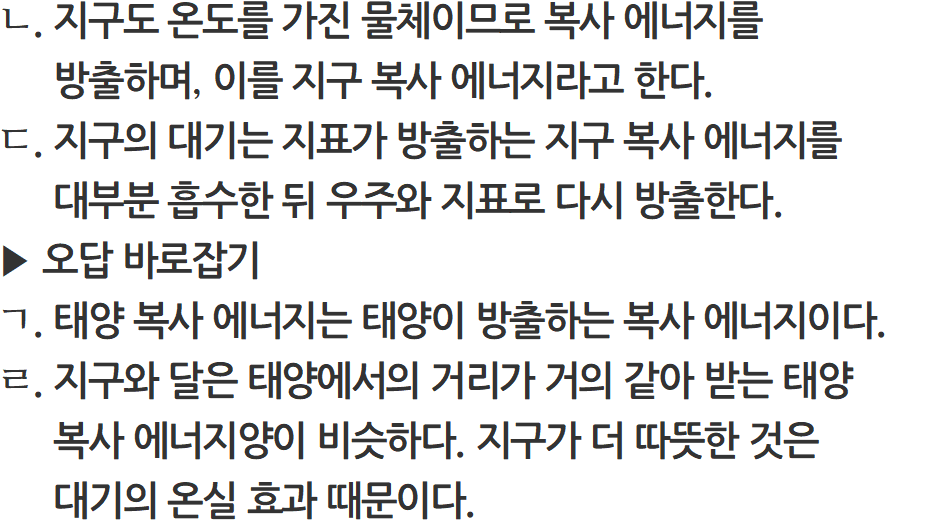 ㄴ. 지구도 온도를 가진 물체이므로 복사 에너지를
방출하며, 이를 지구 복사 에너지라고 한다.
ㄷ. 지구의 대기는 지표가 방출하는 지구 복사 에너지를
대부분 흡수한 뒤 우주와 지표로 다시 방출한다.
▶ 오답 바로잡기
ㄱ. 태양 복사 에너지는 태양이 방출하는 복사 에너지이다.
ㄹ. 지구와 달은 태양에서의 거리가 거의 같아 받는 태양
복사 에너지양이 비슷하다. 지구가 더 따뜻한 것은
대기의 온실 효과 때문이다.